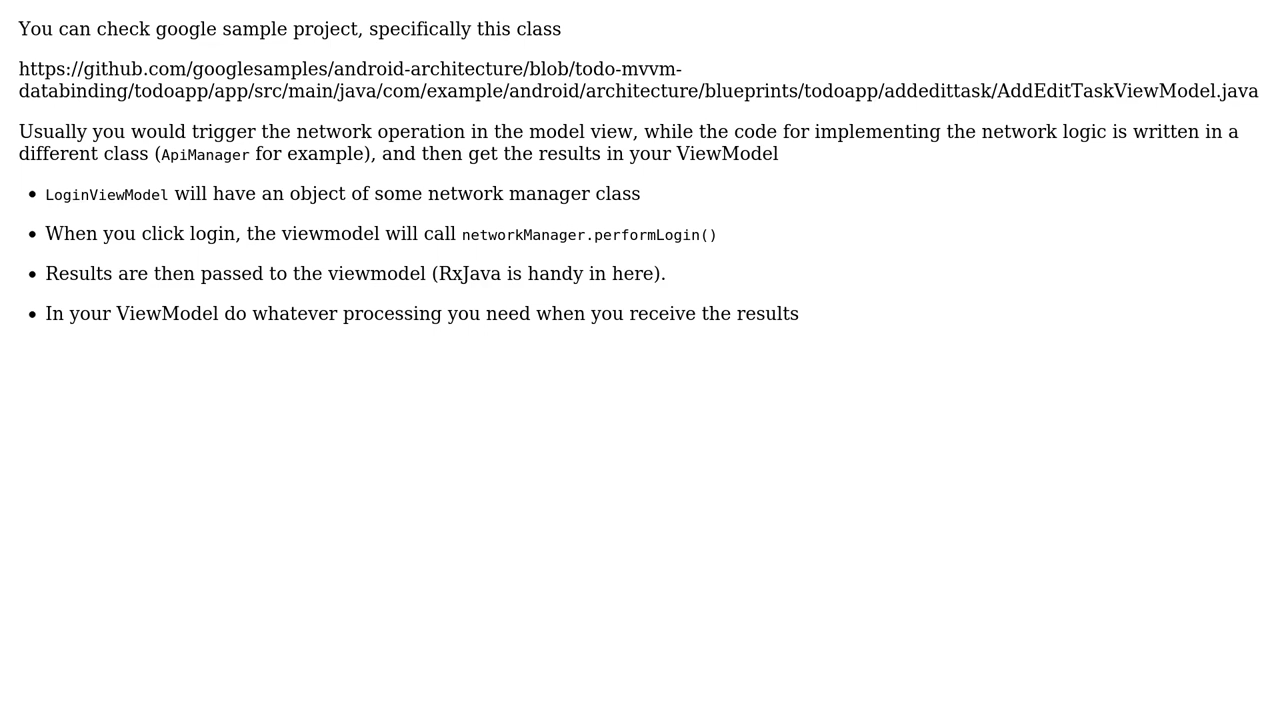 You can check google sample project, specifically this class
https://github.com/googlesamples/android-architecture/blob/todo-mvvm-
databinding/todoapp/app/src/main/java/com/example/android/architecture/blueprints/todoapp/addedittask/AddEditTaskViewModel.java
Usually you would trigger the network operation in the model view, while the code for implementing the network logic is written in a
different class (ApiManager for example), and then get the results in your ViewModel
• LoginViewModel will have an object of some network manager class
• When you click login, the viewmodel will call networkManager.performLogin()
• Results are then passed to the viewmodel (RxJava is handy in here).
• In your ViewModel do whatever processing you need when you receive the results